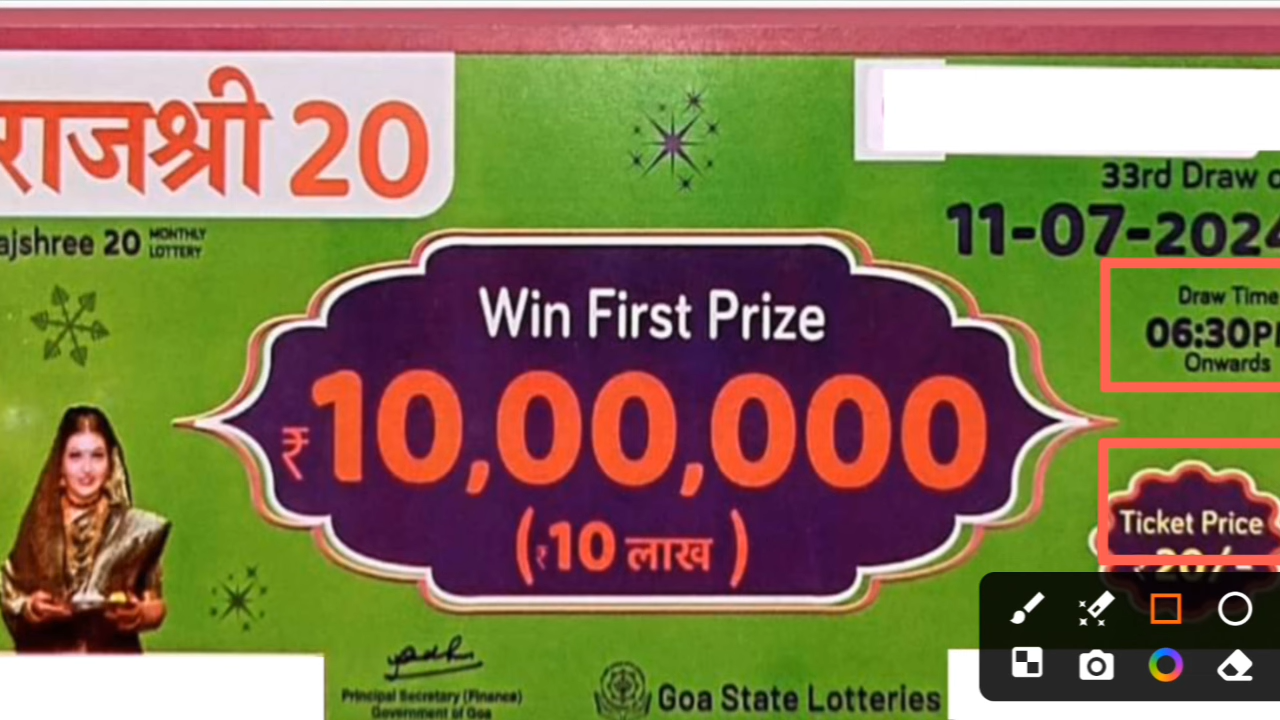 राजश्री 20
ajshree 20 MONTHLY
LOTTERY
33rd Draw o
11-07-2024
Draw Time
06:30P
Onwards
Win First Prize
₹10,00,000
(₹10 लाख)
Ticket Price
₹20/-
Principal Secretary (Finance)
Government of Goa
Goa State Lotteries